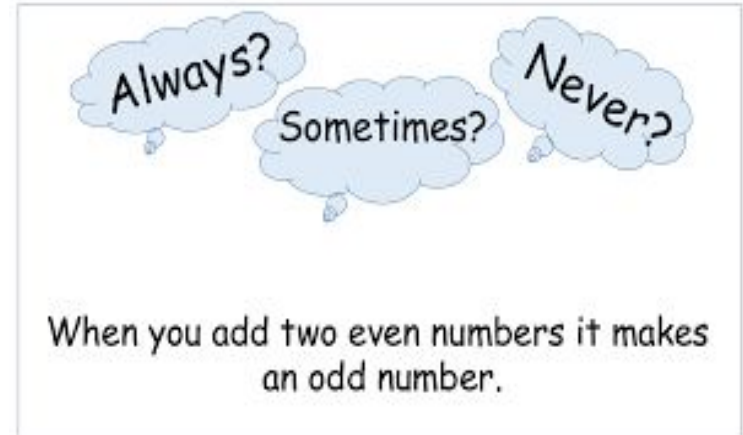 Always?
Sometimes?
Never?
When you add two even numbers it makes
an odd number.